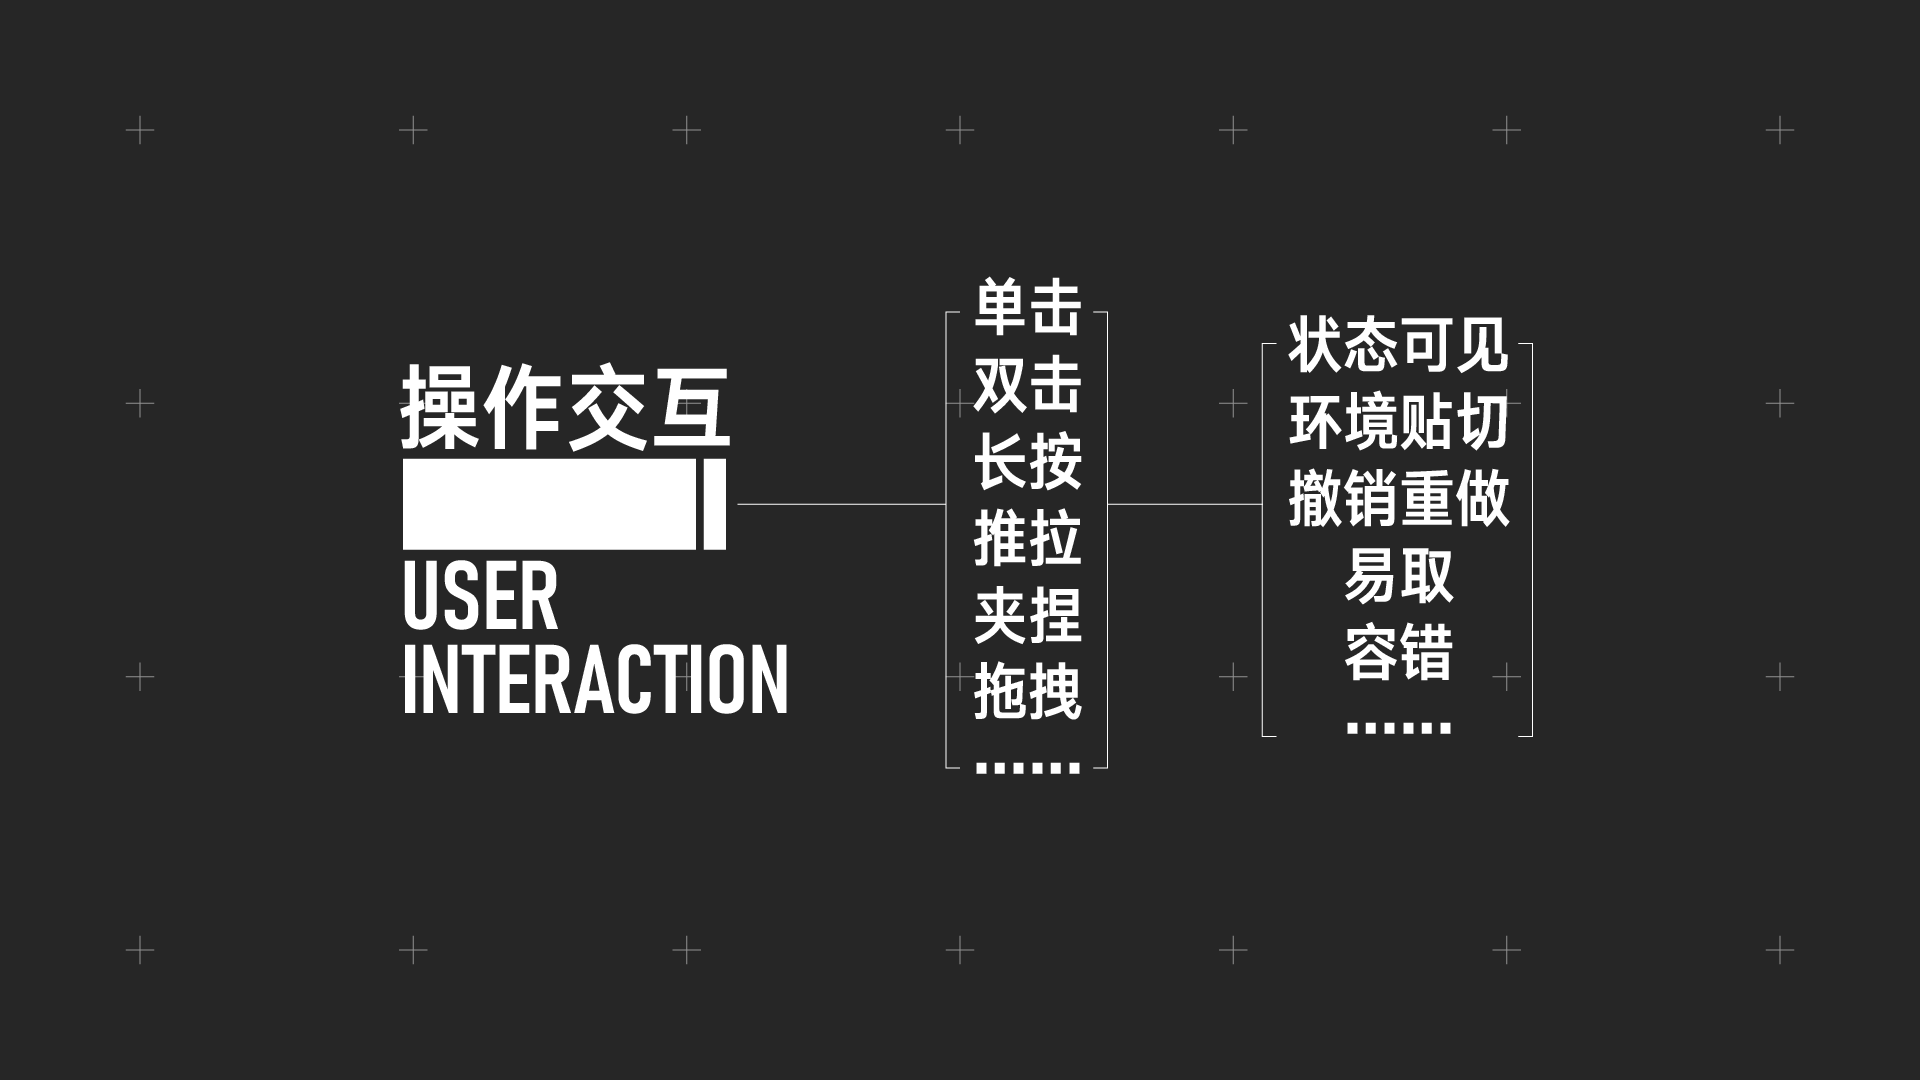 操作交互
USER
INTERACTION
单击
双击
长按
推拉
夹捏
拖拽
……
状态可见
环境贴切
撤销重做
易取
容错
……